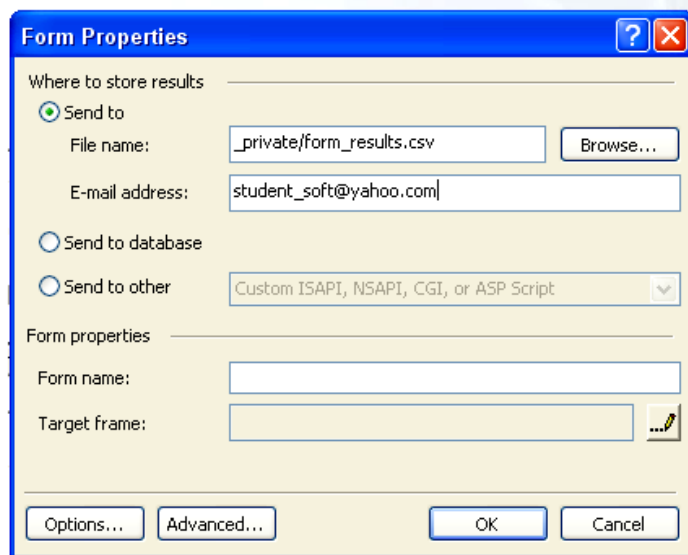 Form Properties
Where to store results
Send to
File name: _private/form_results.csv Browse...
E-mail address: student_soft@yahoo.com
Send to database
Send to other Custom ISAPI, NSAPI, CGI, or ASP Script
Form properties
Form name:
Target frame:
Options... Advanced... OK Cancel